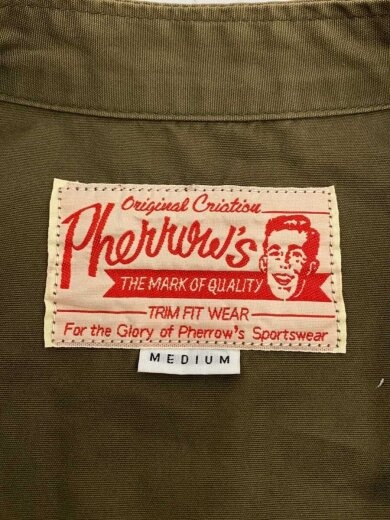 Original Criation
Pherrow's
THE MARK OF QUALITY
TRIM FIT WEAR
For the Glory of Pherrow's Sportswear
MEDIUM